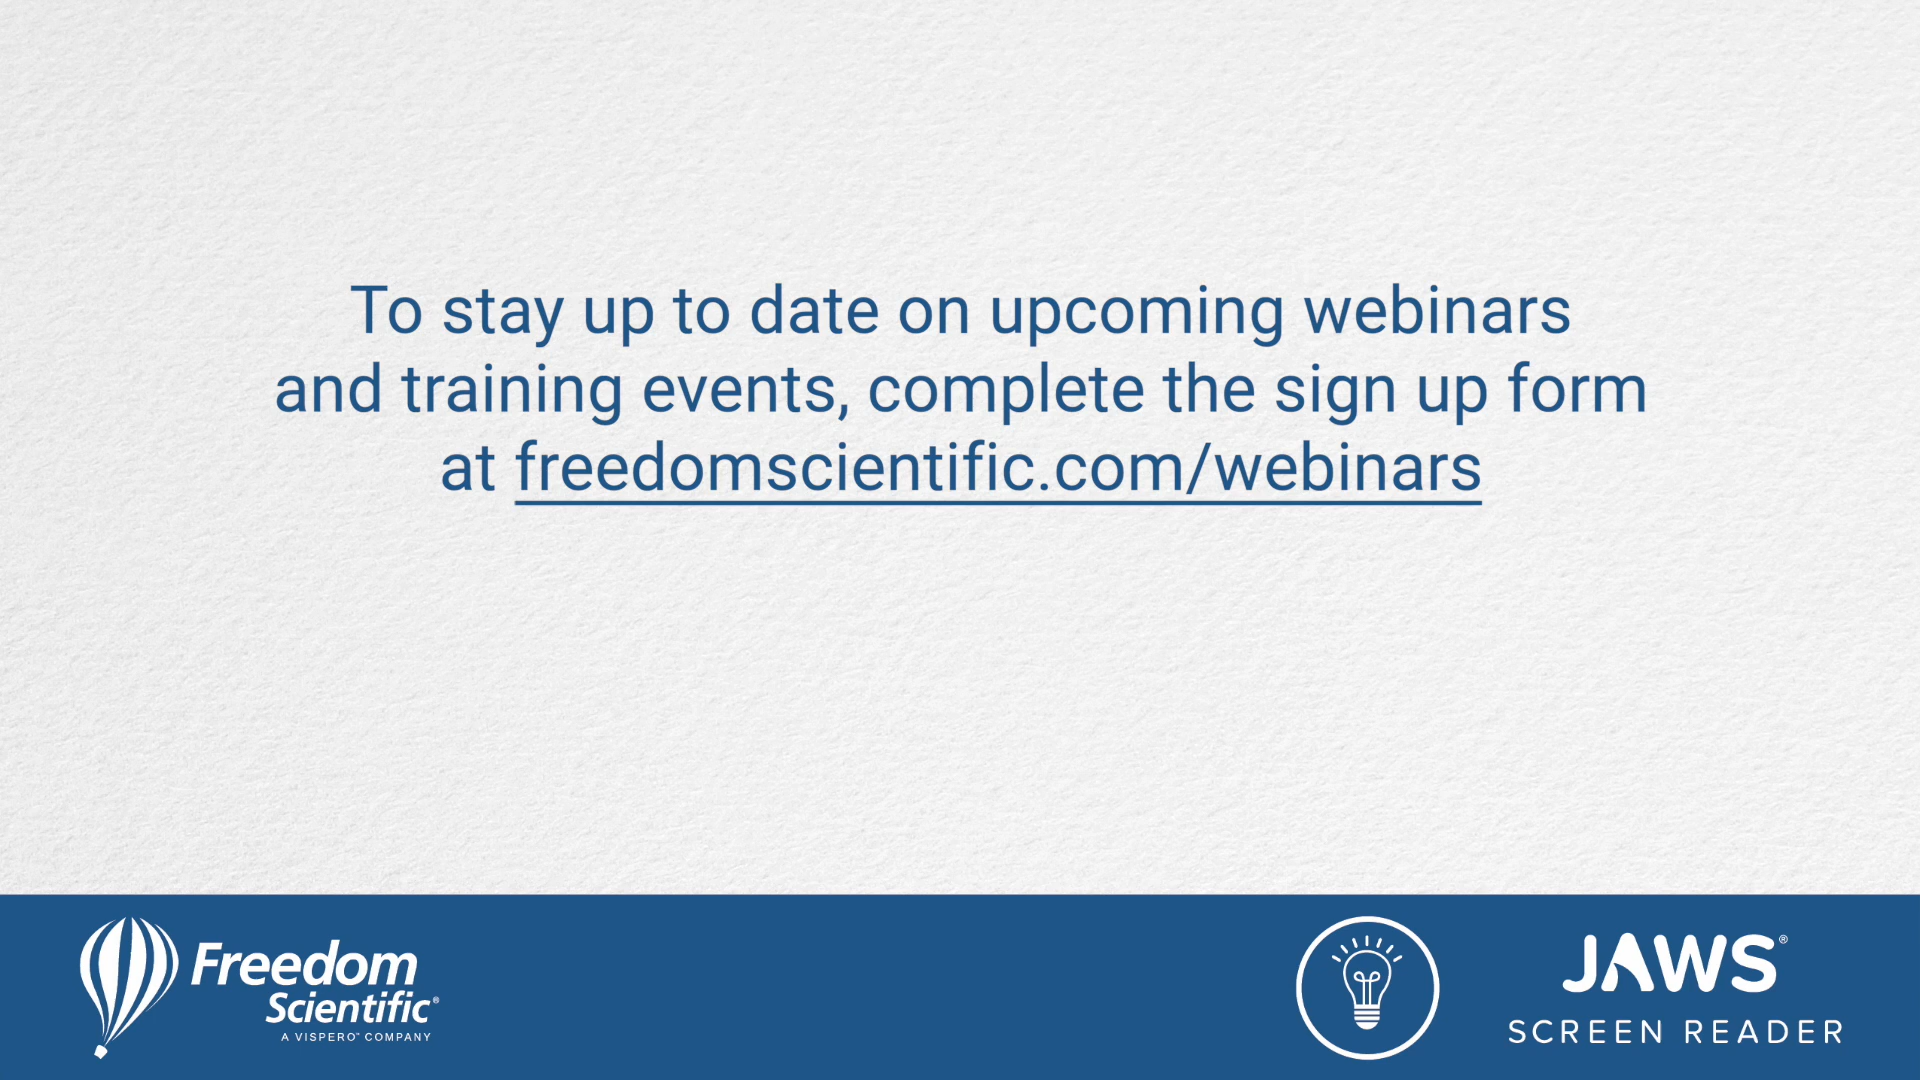 To stay up to date on upcoming webinars
and training events, complete the sign up form
at freedomscientific.com/webinars
Freedom
Scientific®
A VISPERO™ COMPANY
JAWS®
SCREEN READER